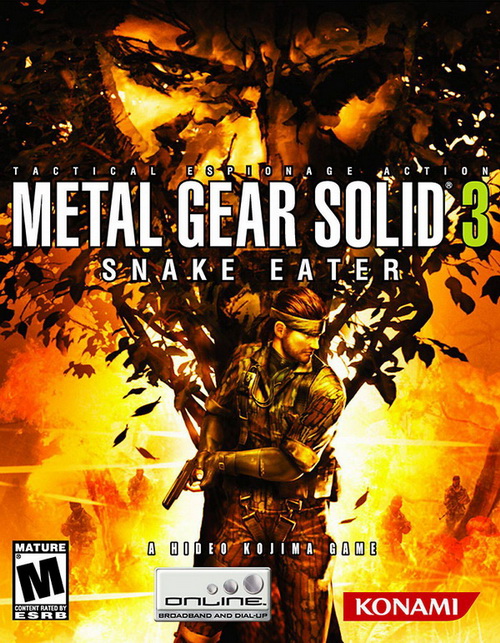 TACTICAL ESPIONAGE ACTION
METAL GEAR SOLID® 3
SNAKE EATER
A HIDEO KOJIMA GAME
MATURE
M®
CONTENT RATED BY
ESRB
ONLINE.
BROADBAND AND DIAL-UP
KONAMI